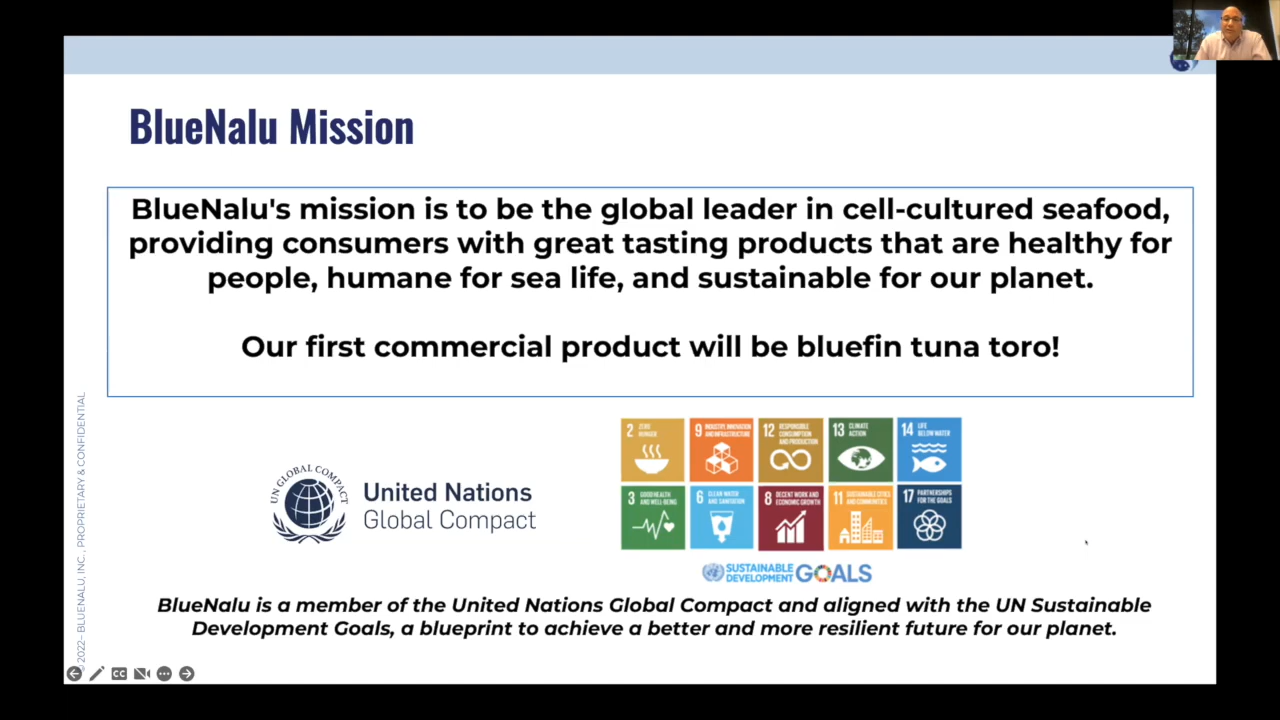 BlueNalu Mission
BlueNalu's mission is to be the global leader in cell-cultured seafood,
providing consumers with great tasting products that are healthy for
people, humane for sea life, and sustainable for our planet.
Our first commercial product will be bluefin tuna toro!
© 2022– BLUENALU, INC., PROPRIETARY & CONFIDENTIAL
UN GLOBAL COMPACT
United Nations
Global Compact
2 ZERO
HUNGER
9 INDUSTRY, INNOVATION
AND INFRASTRUCTURE
12 RESPONSIBLE
CONSUMPTION
AND PRODUCTION
13 CLIMATE
ACTION
14 LIFE
BELOW WATER
3 GOOD HEALTH
AND WELL-BEING
6 CLEAN WATER
AND SANITATION
8 DECENT WORK AND
ECONOMIC GROWTH
11 SUSTAINABLE CITIES
AND COMMUNITIES
17 PARTNERSHIPS
FOR THE GOALS
SUSTAINABLE
DEVELOPMENT
GOALS
BlueNalu is a member of the United Nations Global Compact and aligned with the UN Sustainable
Development Goals, a blueprint to achieve a better and more resilient future for our planet.
CC